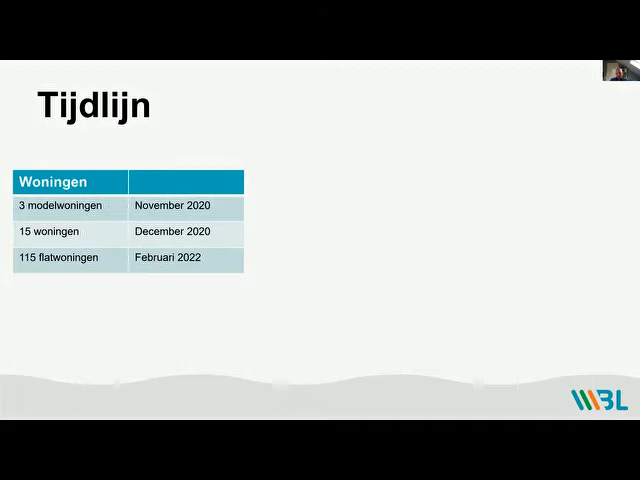 Tijdlijn
Woningen
3 modelwoningen November 2020
15 woningen December 2020
115 flatwoningen Februari 2022
WBL